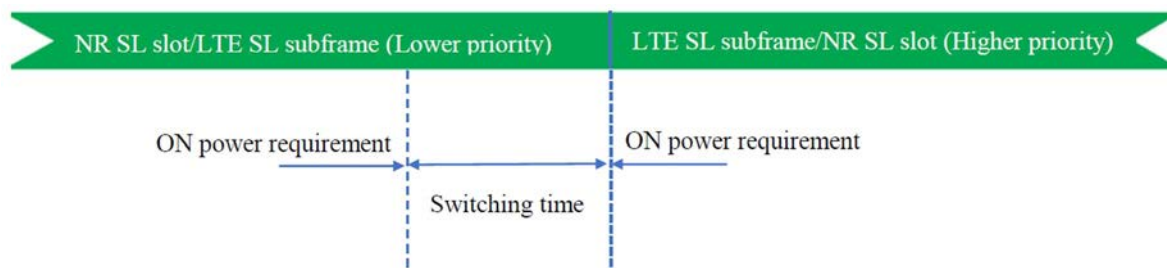 NR SL slot/LTE SL subframe (Lower priority)
LTE SL subframe/NR SL slot (Higher priority)
ON power requirement
ON power requirement
Switching time